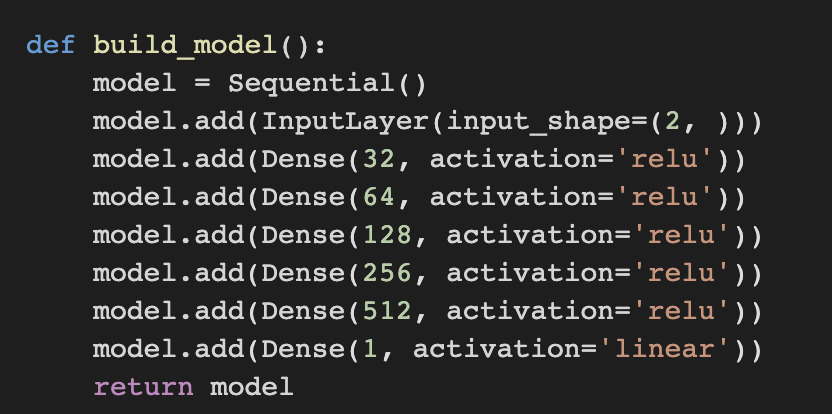 def build_model():
    model = Sequential()
    model.add(InputLayer(input_shape=(2, )))
    model.add(Dense(32, activation='relu'))
    model.add(Dense(64, activation='relu'))
    model.add(Dense(128, activation='relu'))
    model.add(Dense(256, activation='relu'))
    model.add(Dense(512, activation='relu'))
    model.add(Dense(1, activation='linear'))
    return model